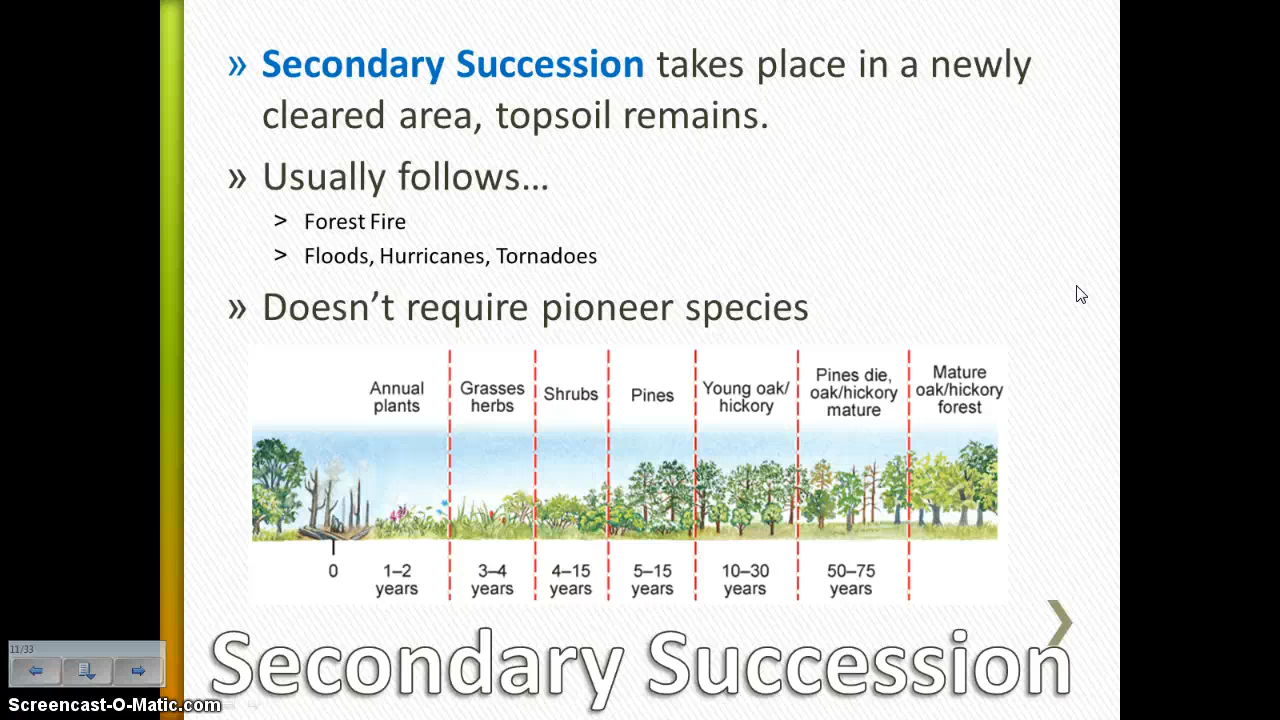 » Secondary Succession takes place in a newly
cleared area, topsoil remains.
» Usually follows...
> Forest Fire
> Floods, Hurricanes, Tornadoes
» Doesn't require pioneer species
Annual
plants
Grasses
herbs
Shrubs
Pines
Young oak/
hickory
Pines die,
oak/hickory
mature
Mature
oak/hickory
forest
0
1–2
years
3–4
years
4–15
years
5–15
years
10–30
years
50–75
years
Secondary Succession
11/33
Screencast-O-Matic.com